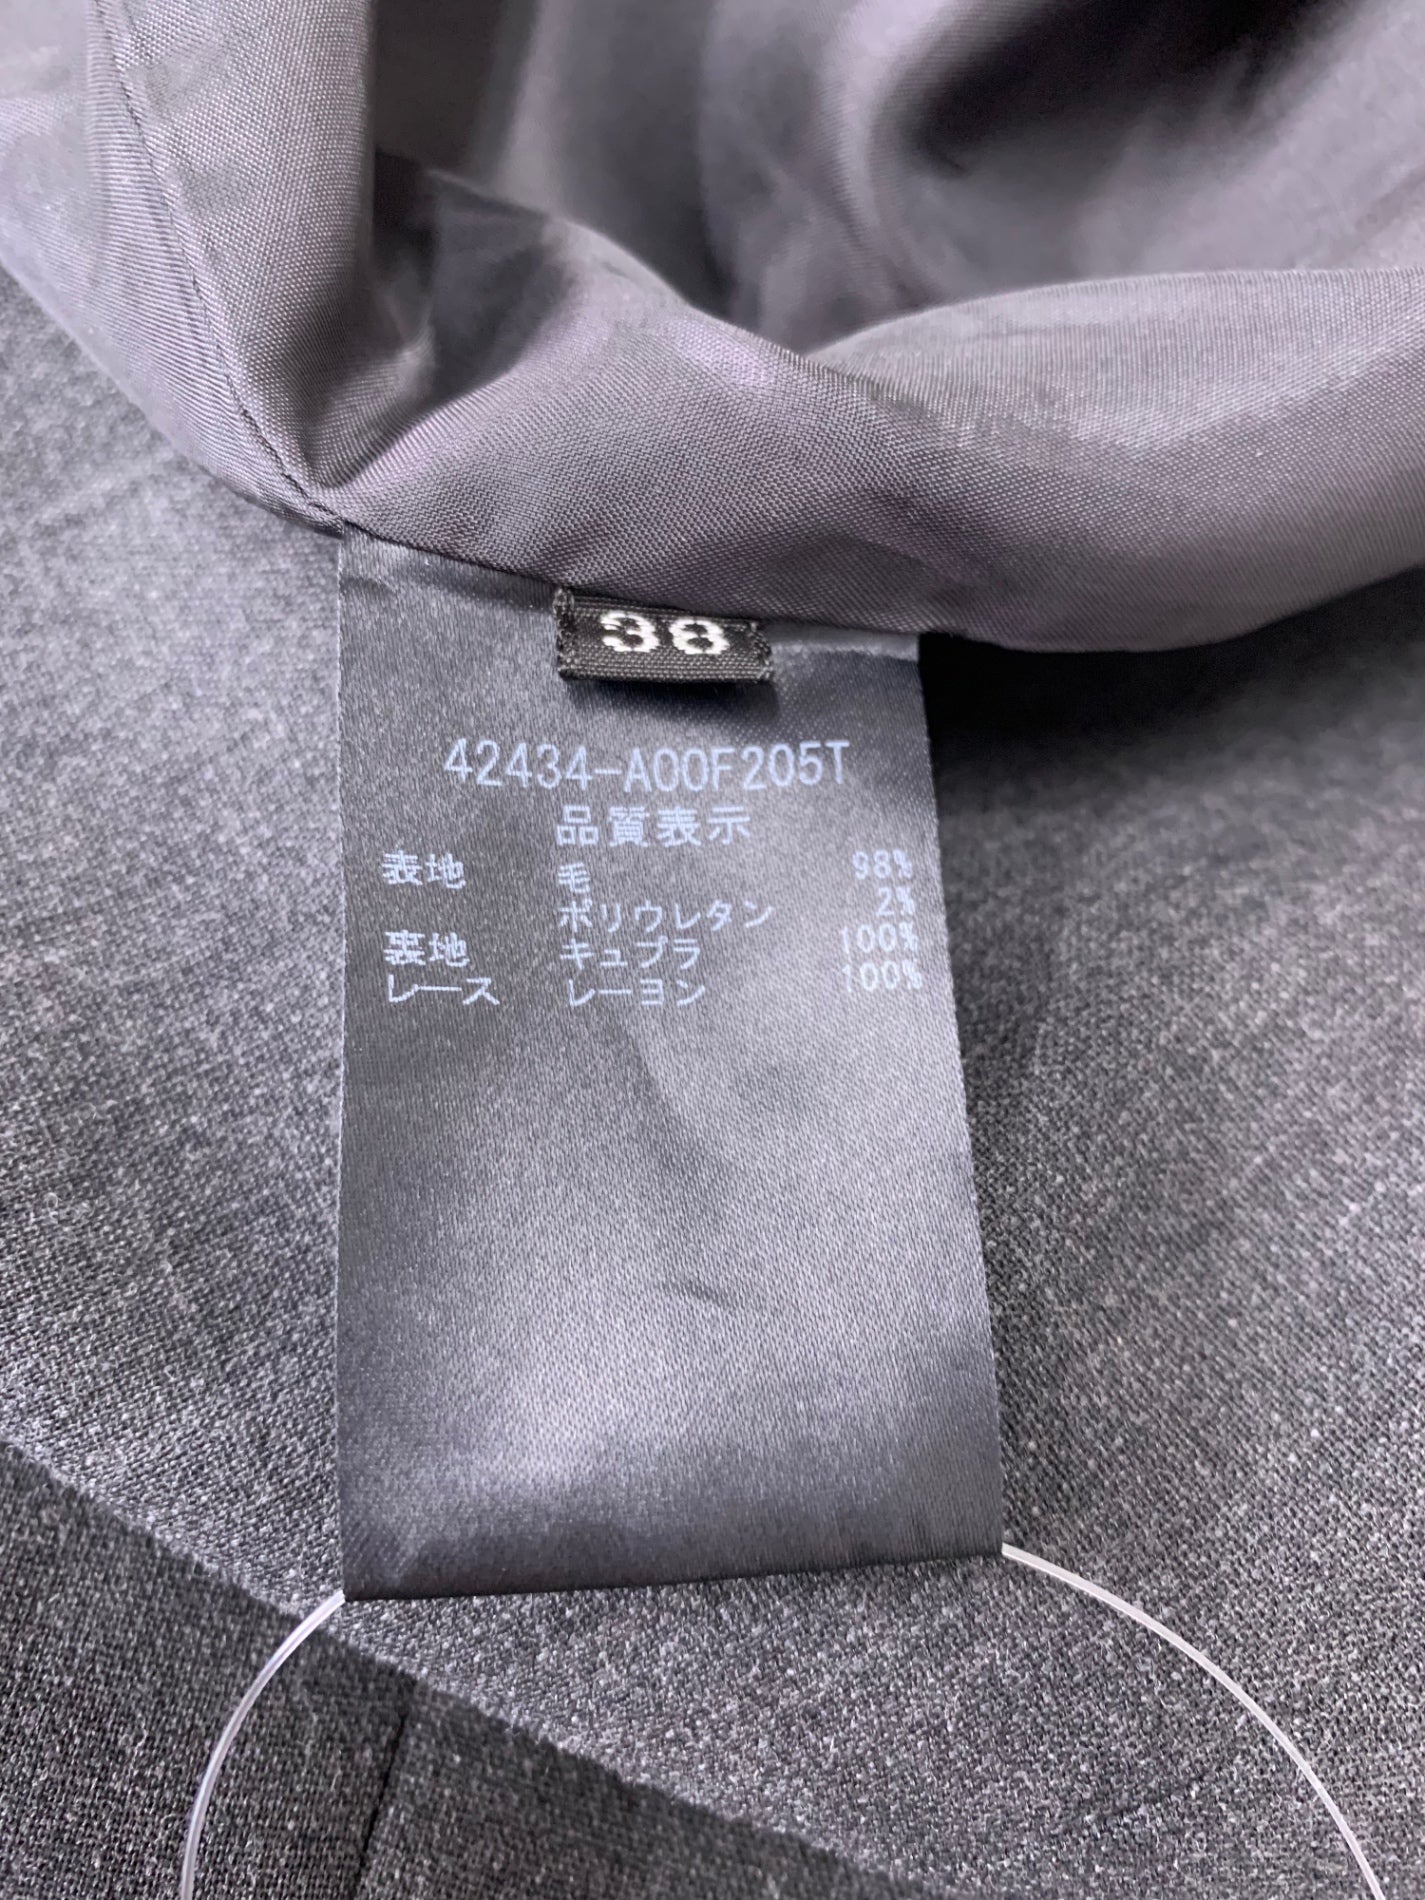 38
42434-A00F205T
品質表示
表地 毛 98%
ポリウレタン 2%
裏地 キュプラ 100%
レース レーヨン 100%